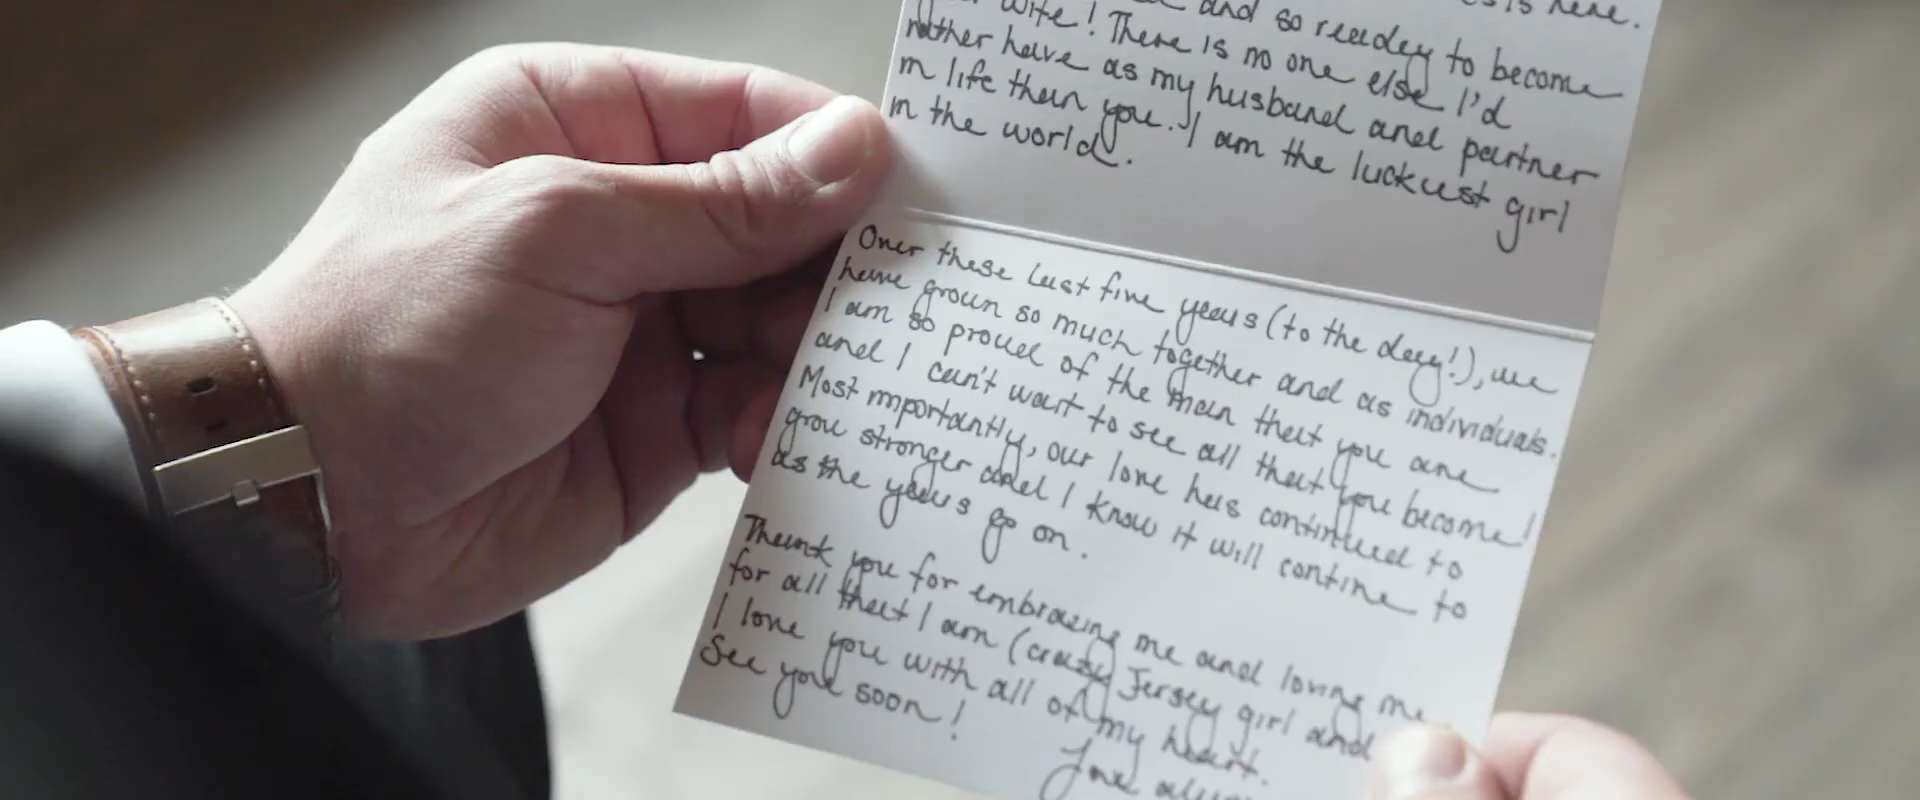 is here.
and so ready to become
wife! There is no one else I'd
rather have as my husband and partner
in life than you. I am the luckiest girl
in the world.
Over these last five years (to the day!), we
have grown so much together and as individuals.
I am so proud of the man that you are
and I can't wait to see all that you become!
Most importantly, our love has continued to
grow stronger and I know it will contine to
as the years go on.
Thank you for embracing me and loving me
for all that I am (crazy Jersey girl and
I love you with all of my heart.
See you soon!
Love